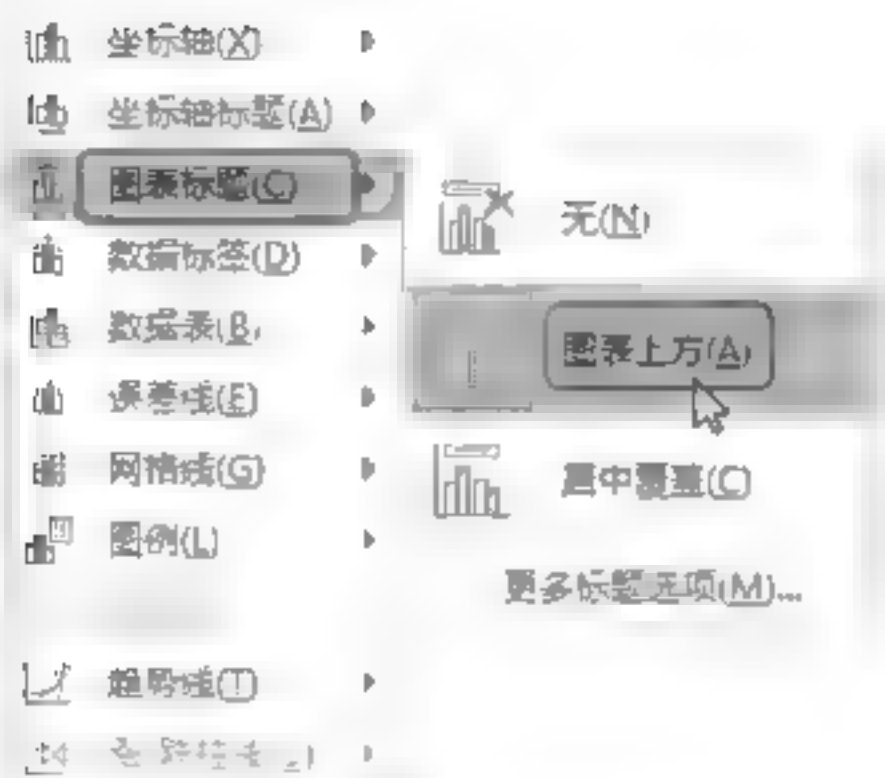 坐标轴(X)
坐标轴标题(A)
图表标题(C)
数据标签(D)
数据表(B)
误差线(E)
网格线(G)
图例(L)
趋势线(T)
无(N)
图表上方(A)
居中覆盖(C)
更多标题选项(M)...